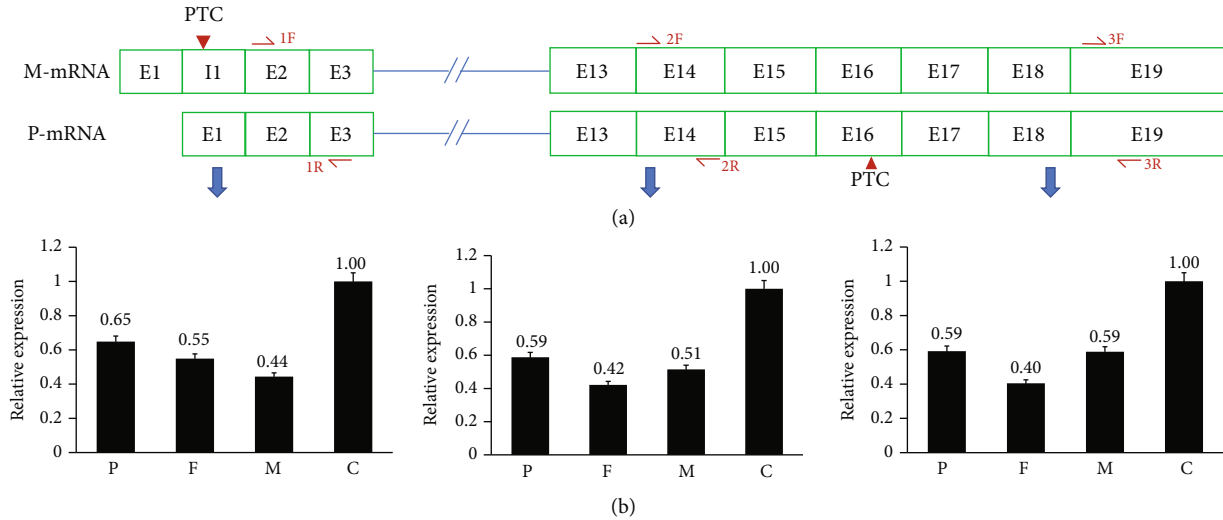 PTC
1F 2F 3F
M-mRNA E1 I1 E2 E3 E13 E14 E15 E16 E17 E18 E19
P-mRNA E1 E2 E3 E13 E14 E15 E16 E17 E18 E19
1R 2R PTC 3R
(a)
Relative expression
1.2
1
0.8
0.6
0.4
0.2
0
0.65 0.55 0.44 1.00
P F M C
Relative expression
1.2
1
0.8
0.6
0.4
0.2
0
0.59 0.42 0.51 1.00
P F M C
Relative expression
1.2
1
0.8
0.6
0.4
0.2
0
0.59 0.40 0.59 1.00
P F M C
(b)